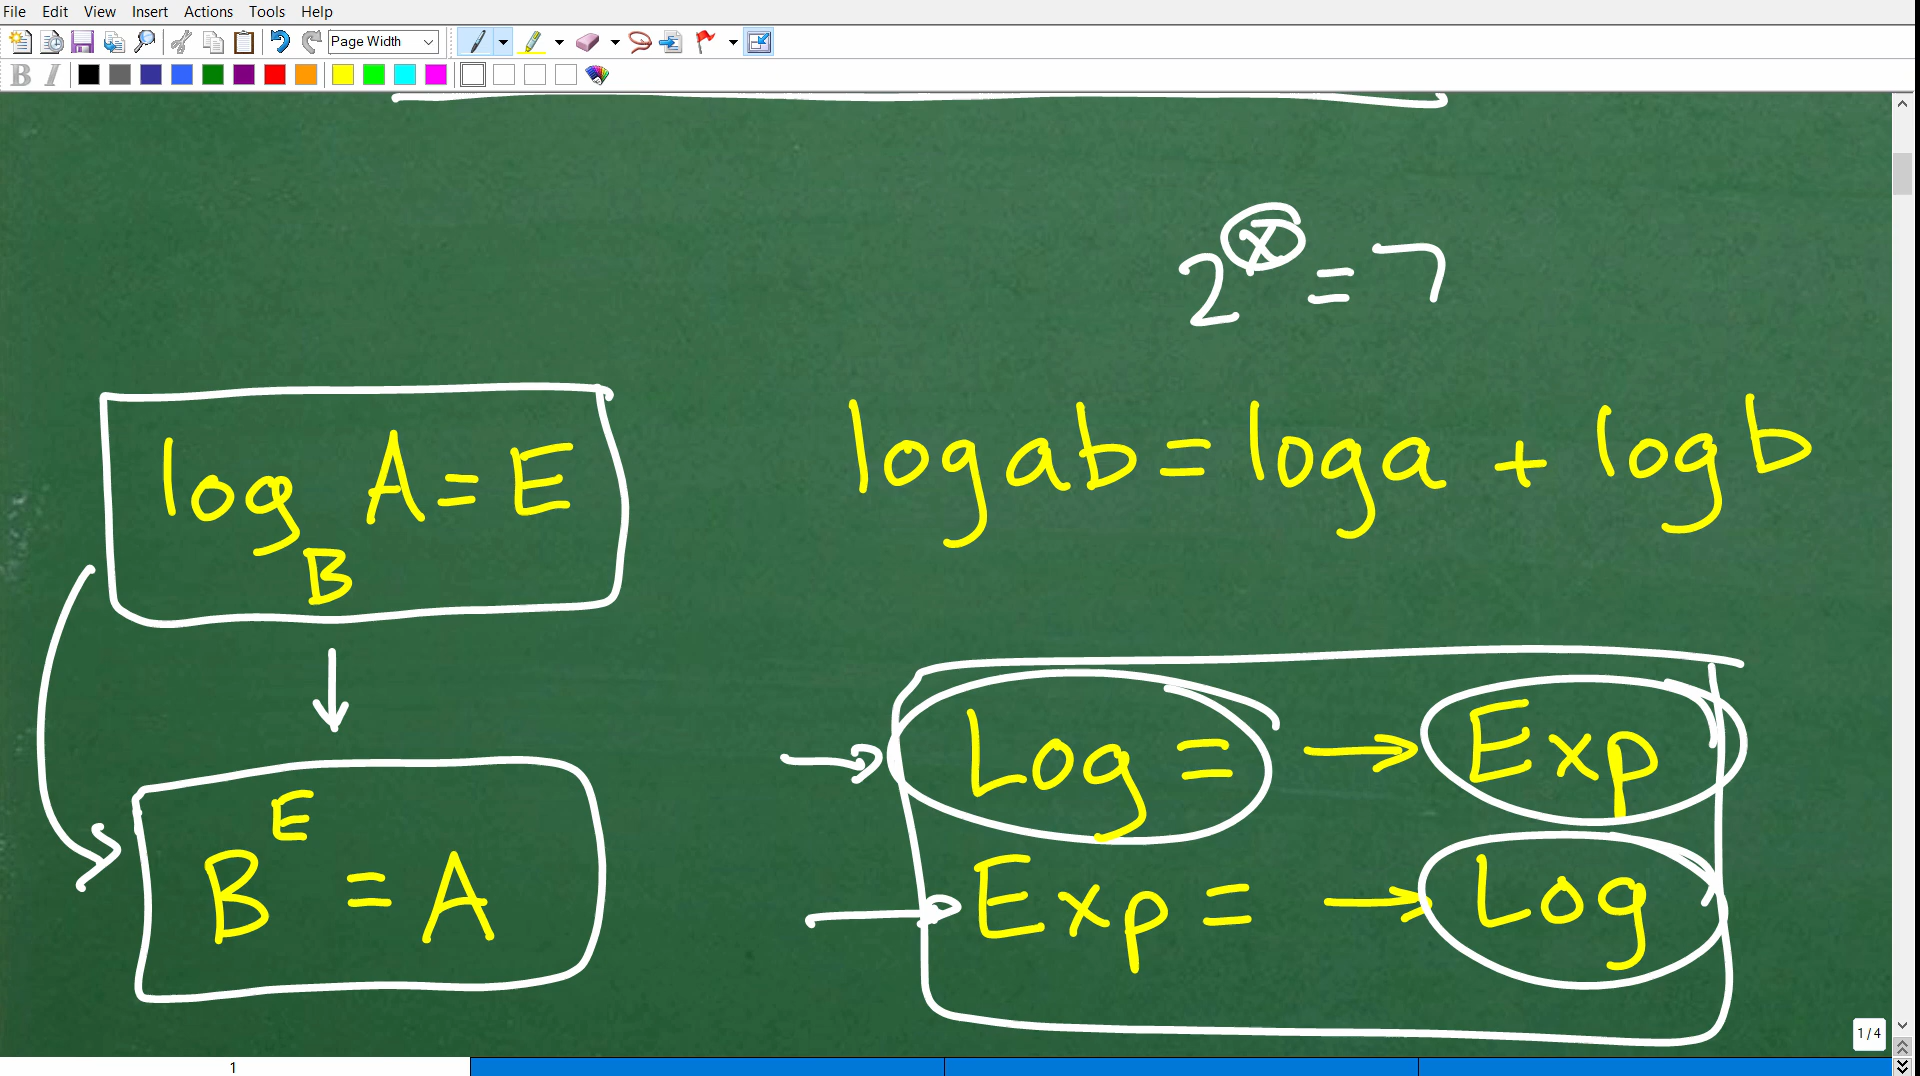 File Edit View Insert Actions Tools Help
Page Width
B I
2^x = 7
log_B A = E
log ab = log a + log b
Log = → Exp
B^E = A
Exp = → Log
1 / 4
1